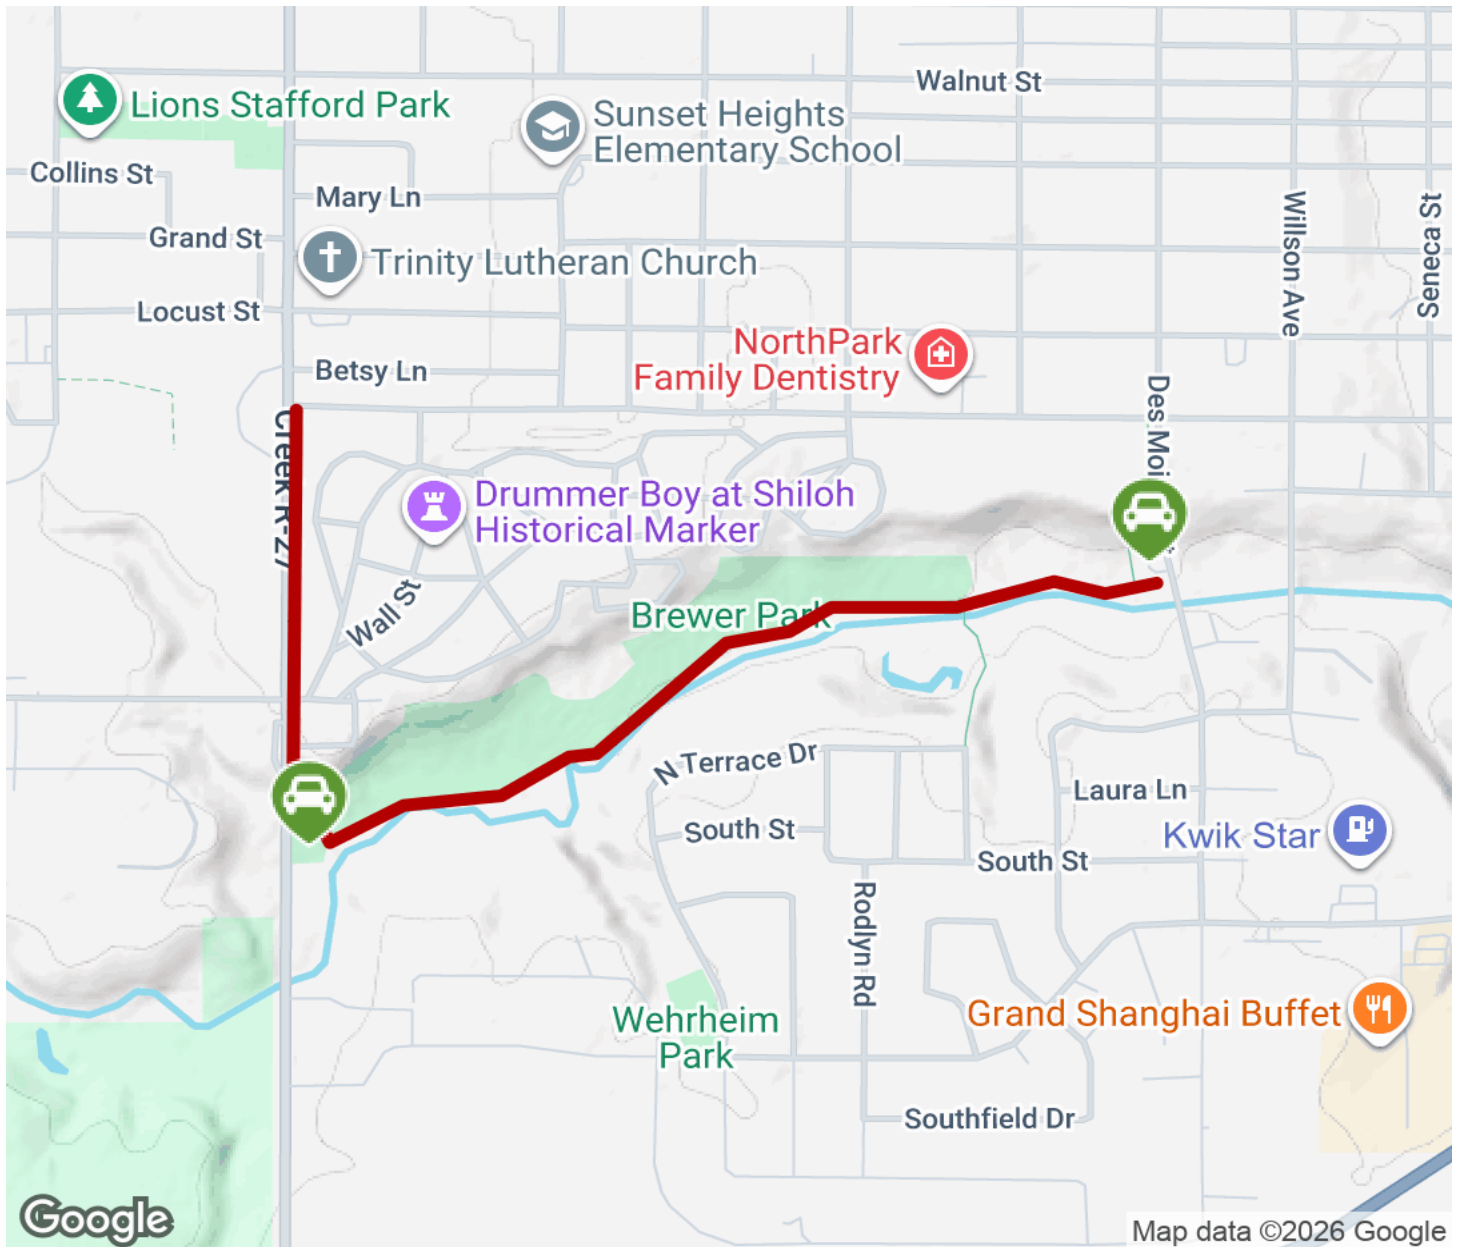 Walnut St
Lions Stafford Park
Sunset Heights
Elementary School
Collins St
Mary Ln
Grand St
Willson Ave
Seneca St
Trinity Lutheran Church
Locust St
NorthPark
Family Dentistry
Betsy Ln
Des Moi
Creek R-27
Drummer Boy at Shiloh
Historical Marker
Wall St
Brewer Park
N Terrace Dr
Laura Ln
South St
Kwik Star
South St
Rodlyn Rd
Wehrheim
Park
Grand Shanghai Buffet
Southfield Dr
Google
Map data ©2026 Google